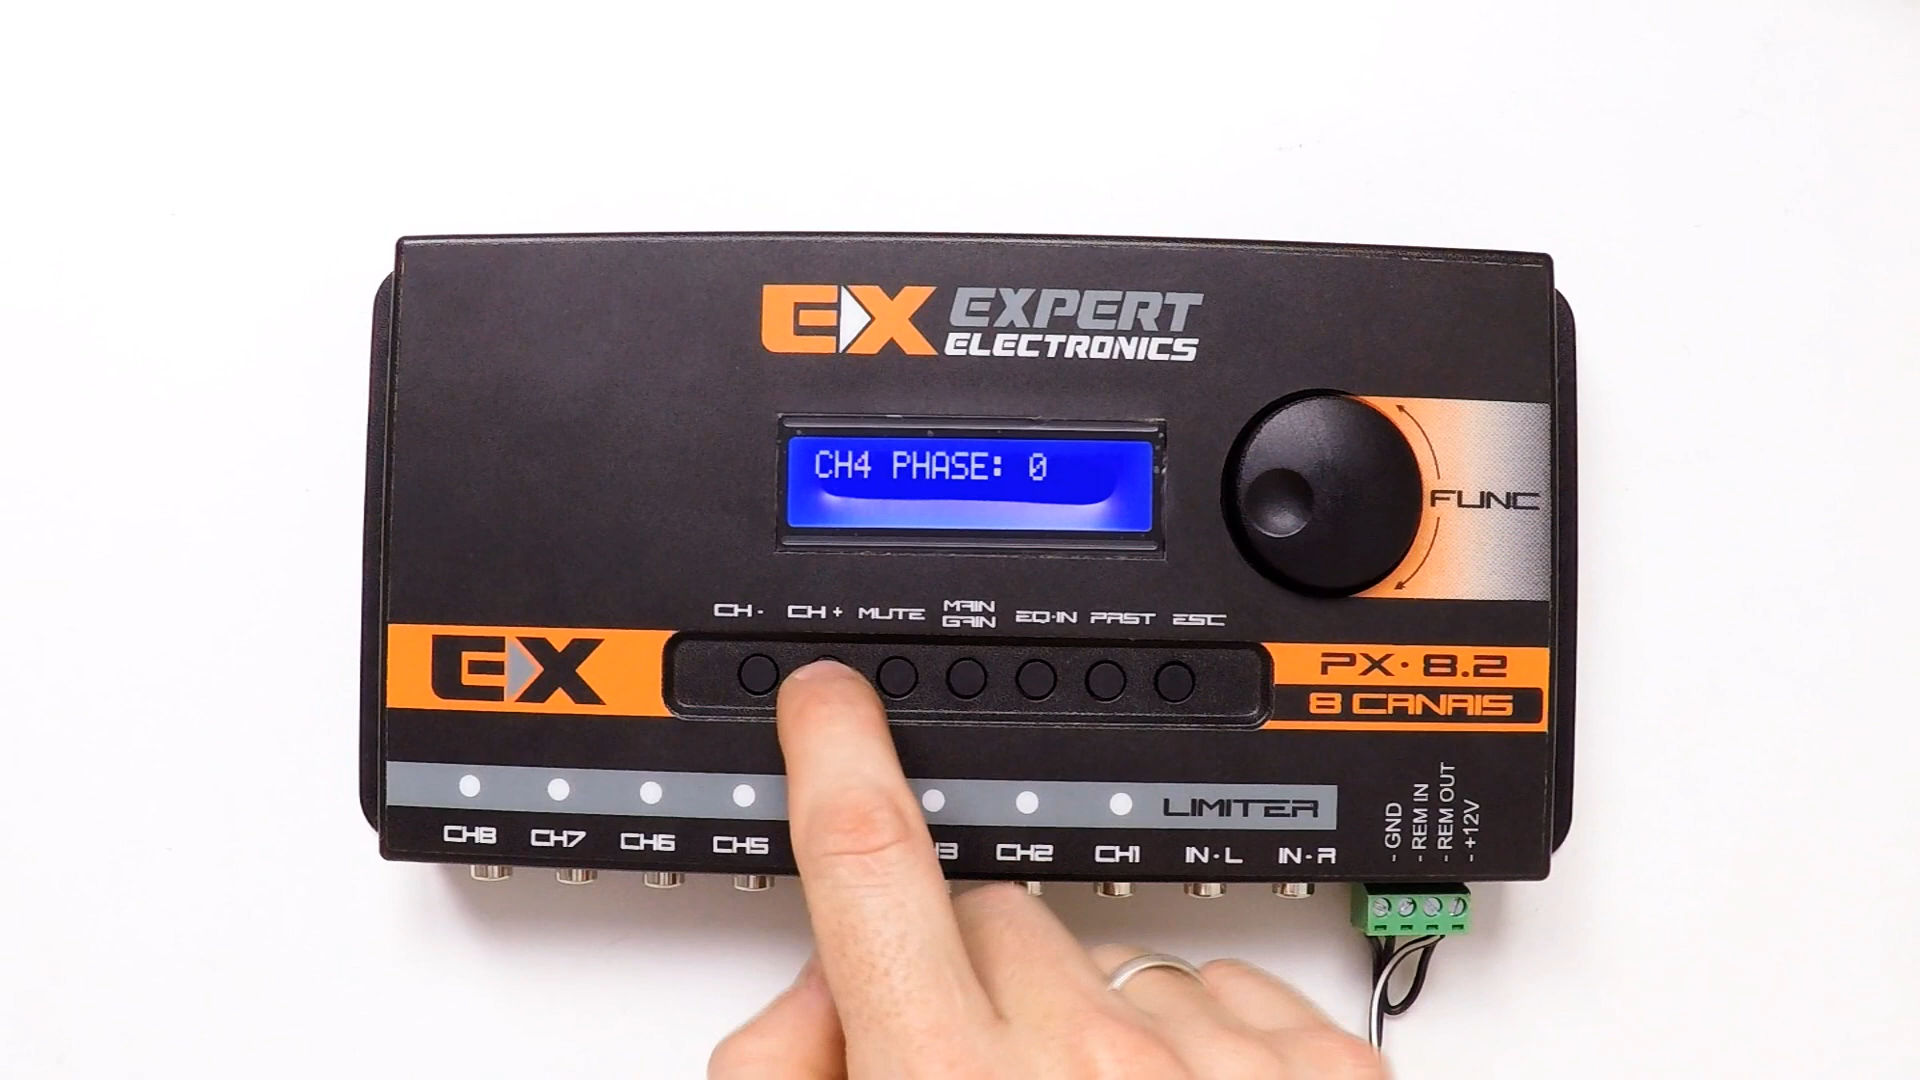 EX EXPERT
ELECTRONICS
CH4 PHASE: 0
FUNC
CH - CH + MUTE MAIN GAIN EQ·IN PAST ESC
EX
PX·8.2
8 CANAIS
LIMITER
CH8 CH7 CH6 CH5 CH2 CH1 IN·L IN·R
- GND
- REM IN
- REM OUT
- +12V